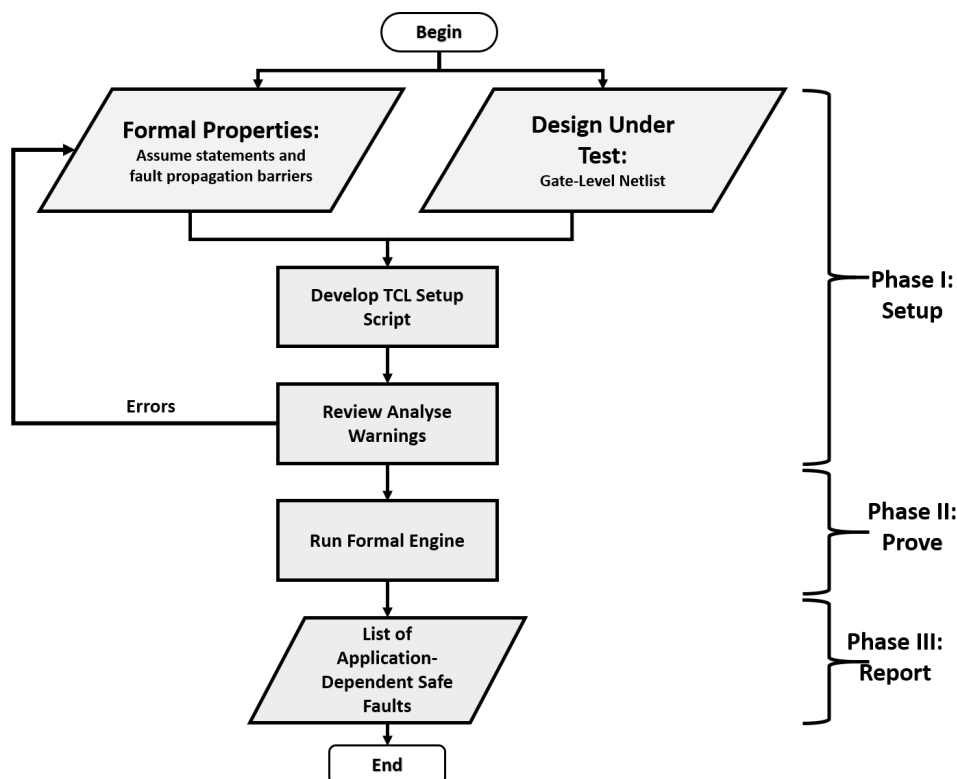 Begin
Formal Properties:
Assume statements and
fault propagation barriers
Design Under
Test:
Gate-Level Netlist
Develop TCL Setup
Script
Phase I:
Setup
Errors
Review Analyse
Warnings
Run Formal Engine
Phase II:
Prove
List of
Application-
Dependent Safe
Faults
Phase III:
Report
End